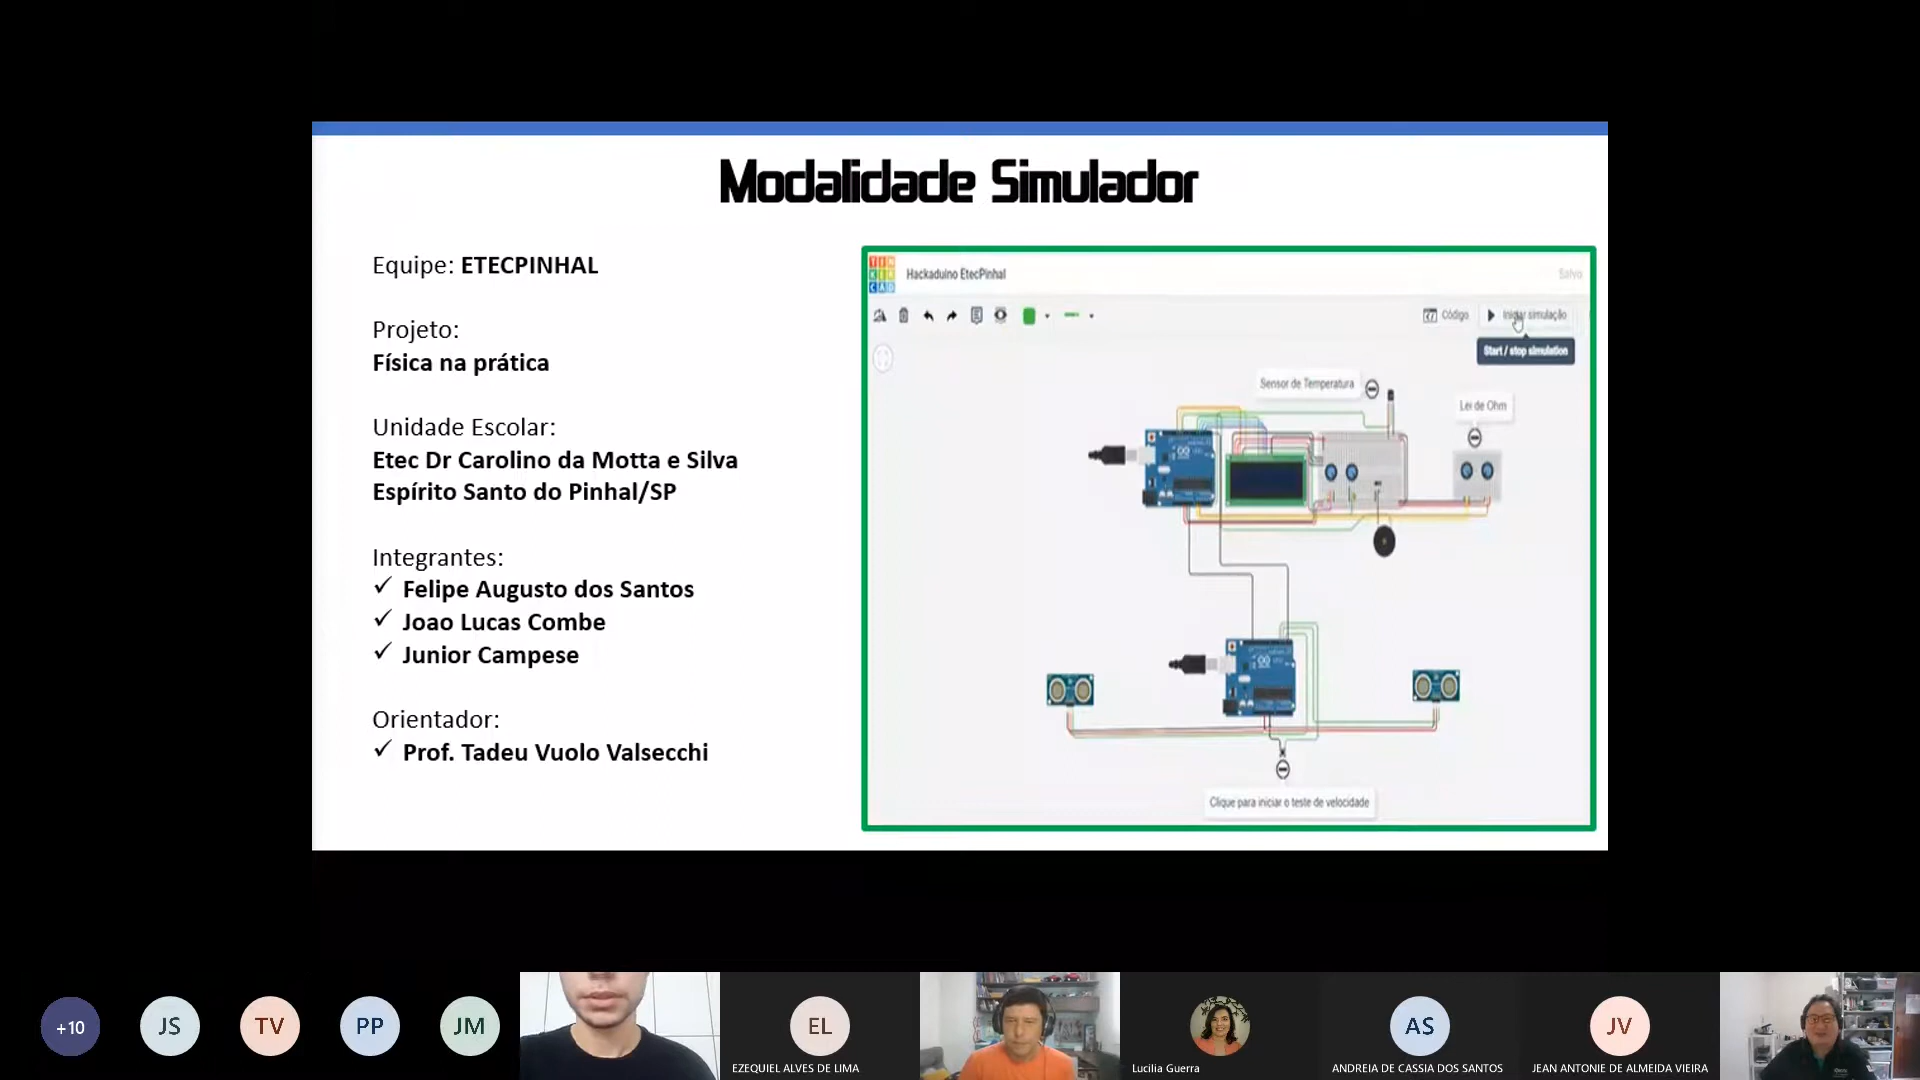 Modalidade Simulador
Equipe: ETECPINHAL
Projeto:
Física na prática
Unidade Escolar:
Etec Dr Carolino da Motta e Silva
Espírito Santo do Pinhal/SP
Integrantes:
✓ Felipe Augusto dos Santos
✓ Joao Lucas Combe
✓ Junior Campese
Orientador:
✓ Prof. Tadeu Vuolo Valsecchi
TIN
KER
CAD
Hackaduino EtecPinhal
Salvo
Código
Iniciar simulação
Start / stop simulation
Sensor de Temperatura
Lei de Ohm
Clique para iniciar o teste de velocidade
+10
JS
TV
PP
JM
EL
EZEQUIEL ALVES DE LIMA
Lucilia Guerra
AS
ANDREIA DE CASSIA DOS SANTOS
JV
JEAN ANTONIE DE ALMEIDA VIEIRA